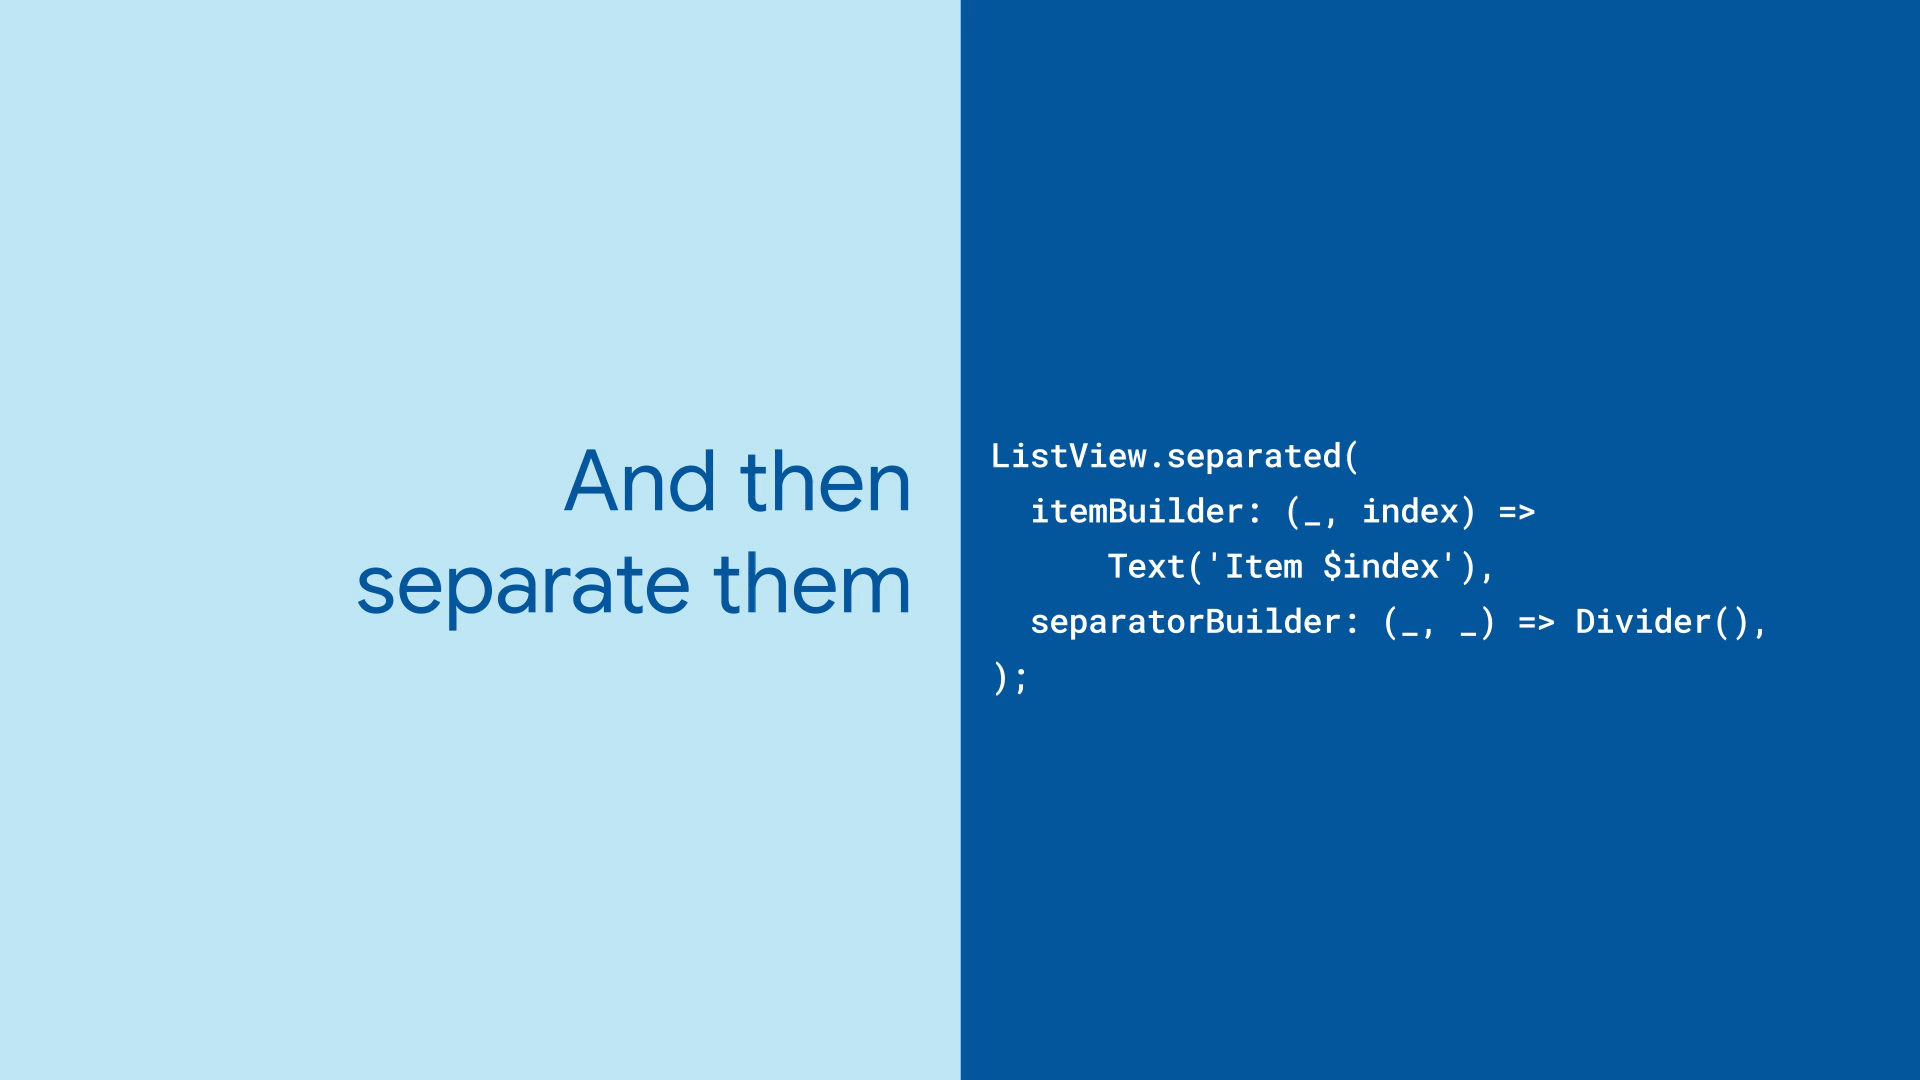 And then
separate them
ListView.separated(
  itemBuilder: (_, index) =>
      Text('Item $index'),
  separatorBuilder: (_, _) => Divider(),
);